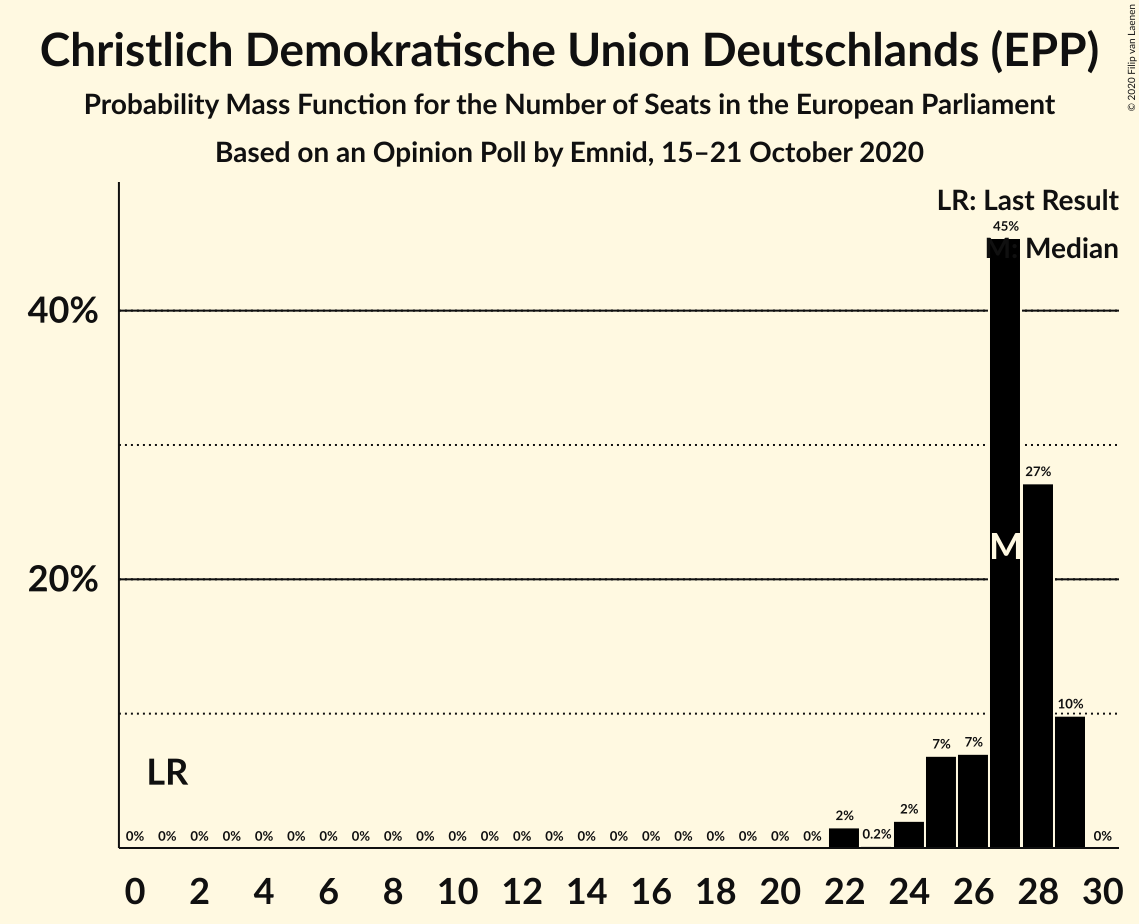 Christlich Demokratische Union Deutschlands (EPP)
Probability Mass Function for the Number of Seats in the European Parliament
Based on an Opinion Poll by Emnid, 15–21 October 2020
© 2020 Filip van Laenen
LR: Last Result
M: Median
45%
40%
27%
M
20%
10%
7% 7%
LR
2% 2%
0% 0% 0% 0% 0% 0% 0% 0% 0% 0% 0% 0% 0% 0% 0% 0% 0% 0% 0% 0% 0% 0% 0.2% 0%
0 2 4 6 8 10 12 14 16 18 20 22 24 26 28 30